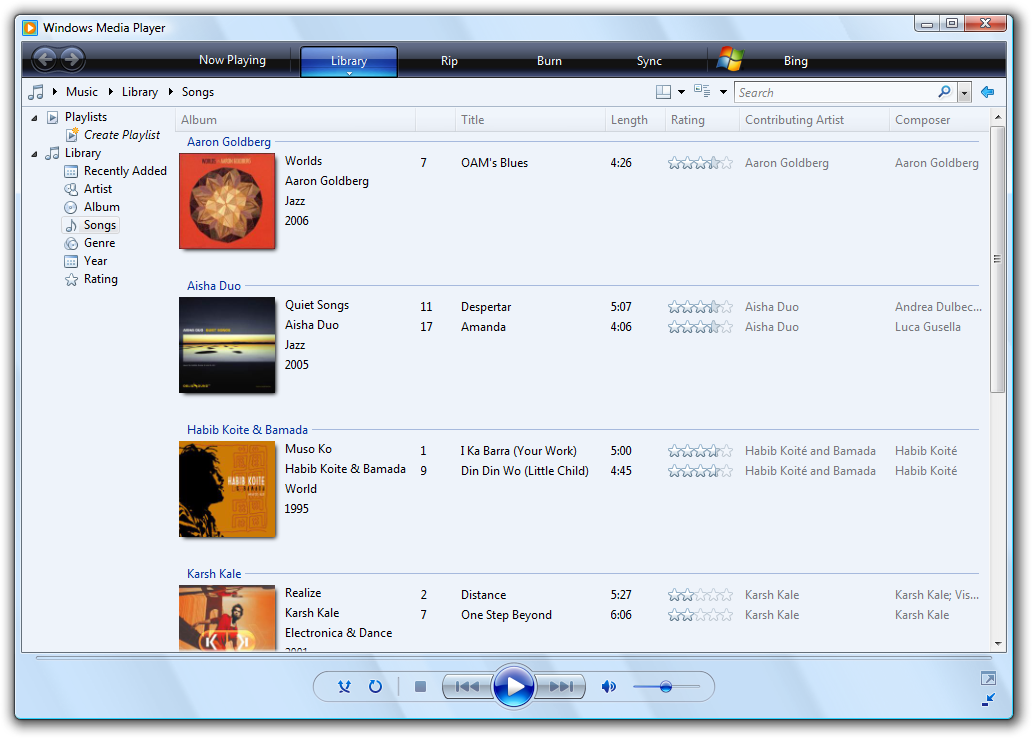 Windows Media Player
Now Playing Library Rip Burn Sync Bing
Music Library Songs Search
Playlists
Create Playlist
Library
Recently Added
Artist
Album
Songs
Genre
Year
Rating
Album Title Length Rating Contributing Artist Composer
Aaron Goldberg
Worlds 7 OAM's Blues 4:26 Aaron Goldberg Aaron Goldberg
Aaron Goldberg
Jazz
2006
Aisha Duo
Quiet Songs 11 Despertar 5:07 Aisha Duo Andrea Dulbec...
Aisha Duo 17 Amanda 4:06 Aisha Duo Luca Gusella
Jazz
2005
Habib Koite & Bamada
Muso Ko 1 I Ka Barra (Your Work) 5:00 Habib Koité and Bamada Habib Koité
Habib Koite & Bamada 9 Din Din Wo (Little Child) 4:45 Habib Koité and Bamada Habib Koité
World
1995
HABIB KOITÉ
Karsh Kale
Realize 2 Distance 5:27 Karsh Kale Karsh Kale; Vis...
Karsh Kale 7 One Step Beyond 6:06 Karsh Kale Karsh Kale
Electronica & Dance
2001